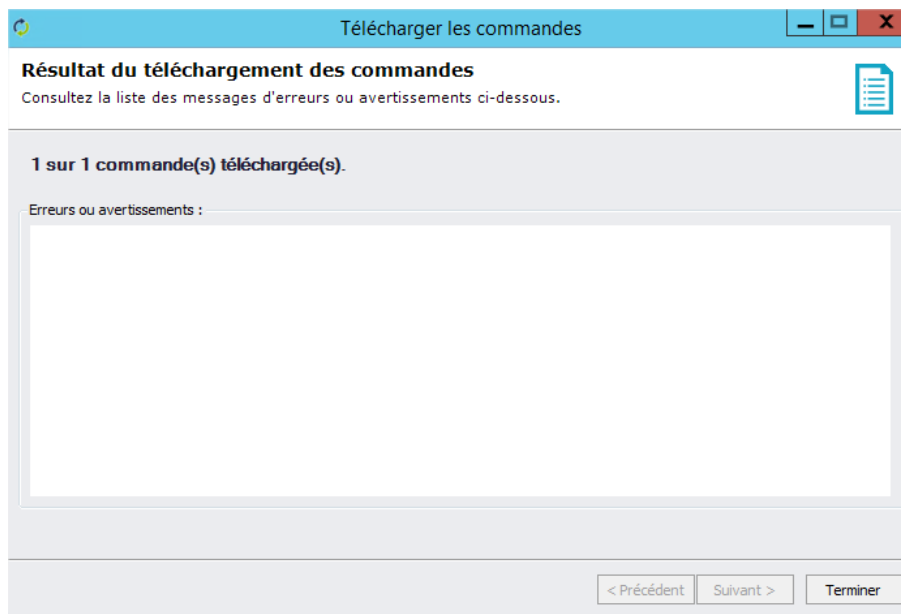 Télécharger les commandes
Résultat du téléchargement des commandes
Consultez la liste des messages d'erreurs ou avertissements ci-dessous.
1 sur 1 commande(s) téléchargée(s).
Erreurs ou avertissements :
< Précédent Suivant > Terminer